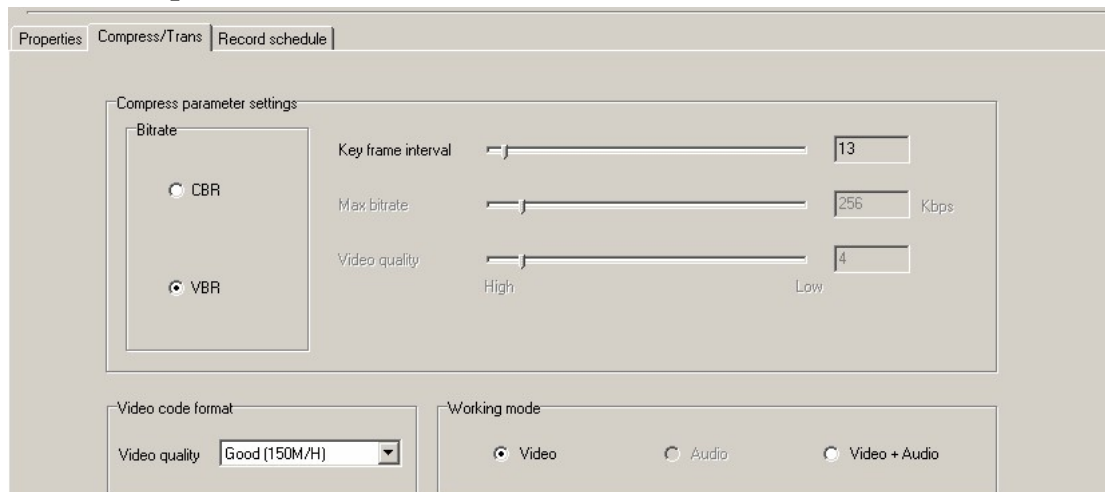 Properties Compress/Trans Record schedule
Compress parameter settings
Bitrate
CBR
VBR
Key frame interval 13
Max bitrate 256 Kbps
Video quality 4
High Low
Video code format
Video quality Good (150M/H)
Working mode
Video Audio Video + Audio